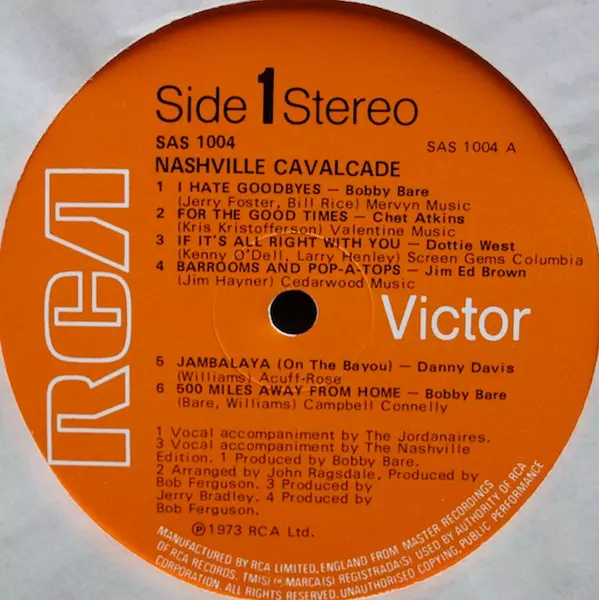 Side 1 Stereo
SAS 1004
SAS 1004 A
NASHVILLE CAVALCADE
1 I HATE GOODBYES — Bobby Bare
(Jerry Foster, Bill Rice) Mervyn Music
2 FOR THE GOOD TIMES — Chet Atkins
(Kris Kristofferson) Valentine Music
3 IF IT'S ALL RIGHT WITH YOU — Dottie West
(Kenny O'Dell, Larry Henley) Screen Gems Columbia
4 BARROOMS AND POP-A-TOPS — Jim Ed Brown
(Jim Hayner) Cedarwood Music
RCA
Victor
5 JAMBALAYA (On The Bayou) — Danny Davis
(Williams) Acuff-Rose
6 500 MILES AWAY FROM HOME — Bobby Bare
(Bare, Williams) Campbell Connelly
1 Vocal accompaniment by The Jordanaires.
3 Vocal accompaniment by The Nashville
Edition. 1 Produced by Bobby Bare.
2 Arranged by John Ragsdale, Produced by
Bob Ferguson. 3 Produced by
Jerry Bradley. 4 Produced by
Bob Ferguson.
Ⓟ1973 RCA Ltd.
MANUFACTURED BY RCA LIMITED, ENGLAND FROM MASTER RECORDINGS
OF RCA RECORDS. TM(S) ® MARCA(S) REGISTRADA(S) USED BY AUTHORITY OF RCA
CORPORATION. ALL RIGHTS RESERVED. UNAUTHORISED COPYING, PUBLIC PERFORMANCE